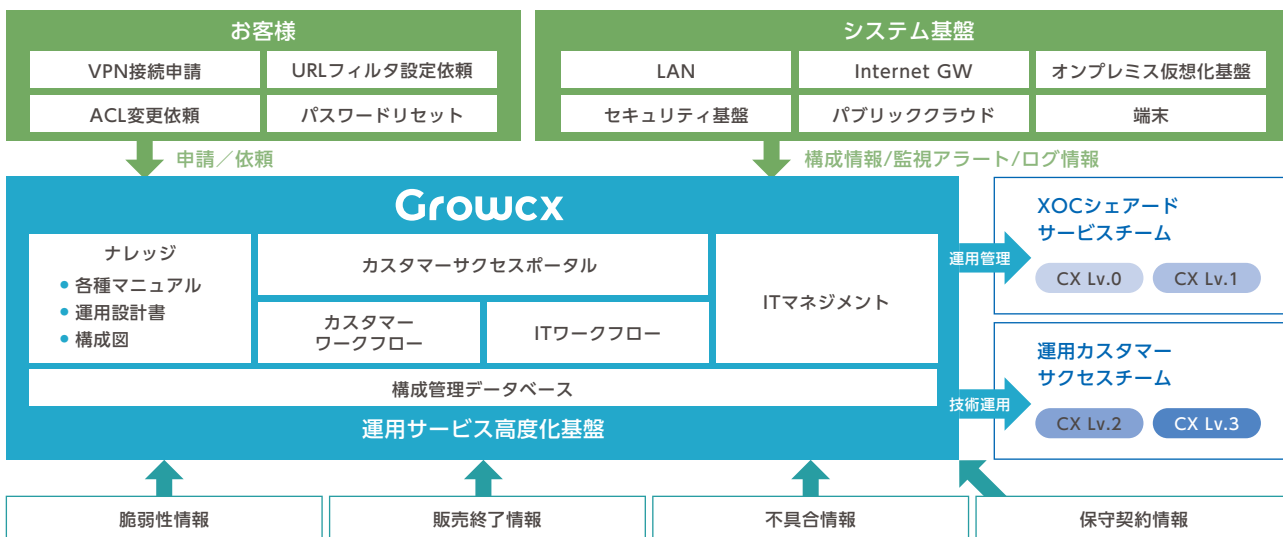 お客様
VPN接続申請
URLフィルタ設定依頼
ACL変更依頼
パスワードリセット
システム基盤
LAN
Internet GW
オンプレミス仮想化基盤
セキュリティ基盤
パブリッククラウド
端末
申請／依頼
構成情報/監視アラート/ログ情報
Growcx
ナレッジ
• 各種マニュアル
• 運用設計書
• 構成図
カスタマーサクセスポータル
カスタマー
ワークフロー
ITワークフロー
ITマネジメント
構成管理データベース
運用サービス高度化基盤
運用管理
XOCシェアード
サービスチーム
CX Lv.0
CX Lv.1
技術運用
運用カスタマー
サクセスチーム
CX Lv.2
CX Lv.3
脆弱性情報
販売終了情報
不具合情報
保守契約情報